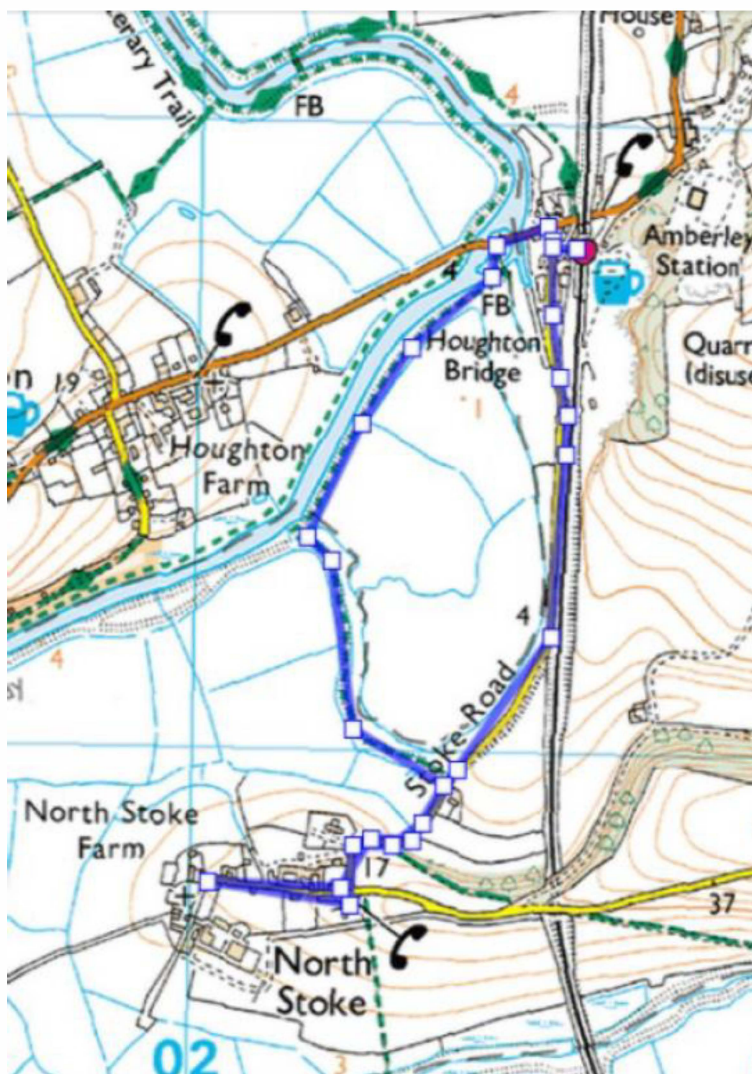 House
erary Trail
FB
4
Amberley
Station
4
FB
Houghton
Bridge
Quarr
(disuse
19
1
Houghton
Farm
4
4
Stoke Road
North Stoke
Farm
17
37
North
Stoke
02
3